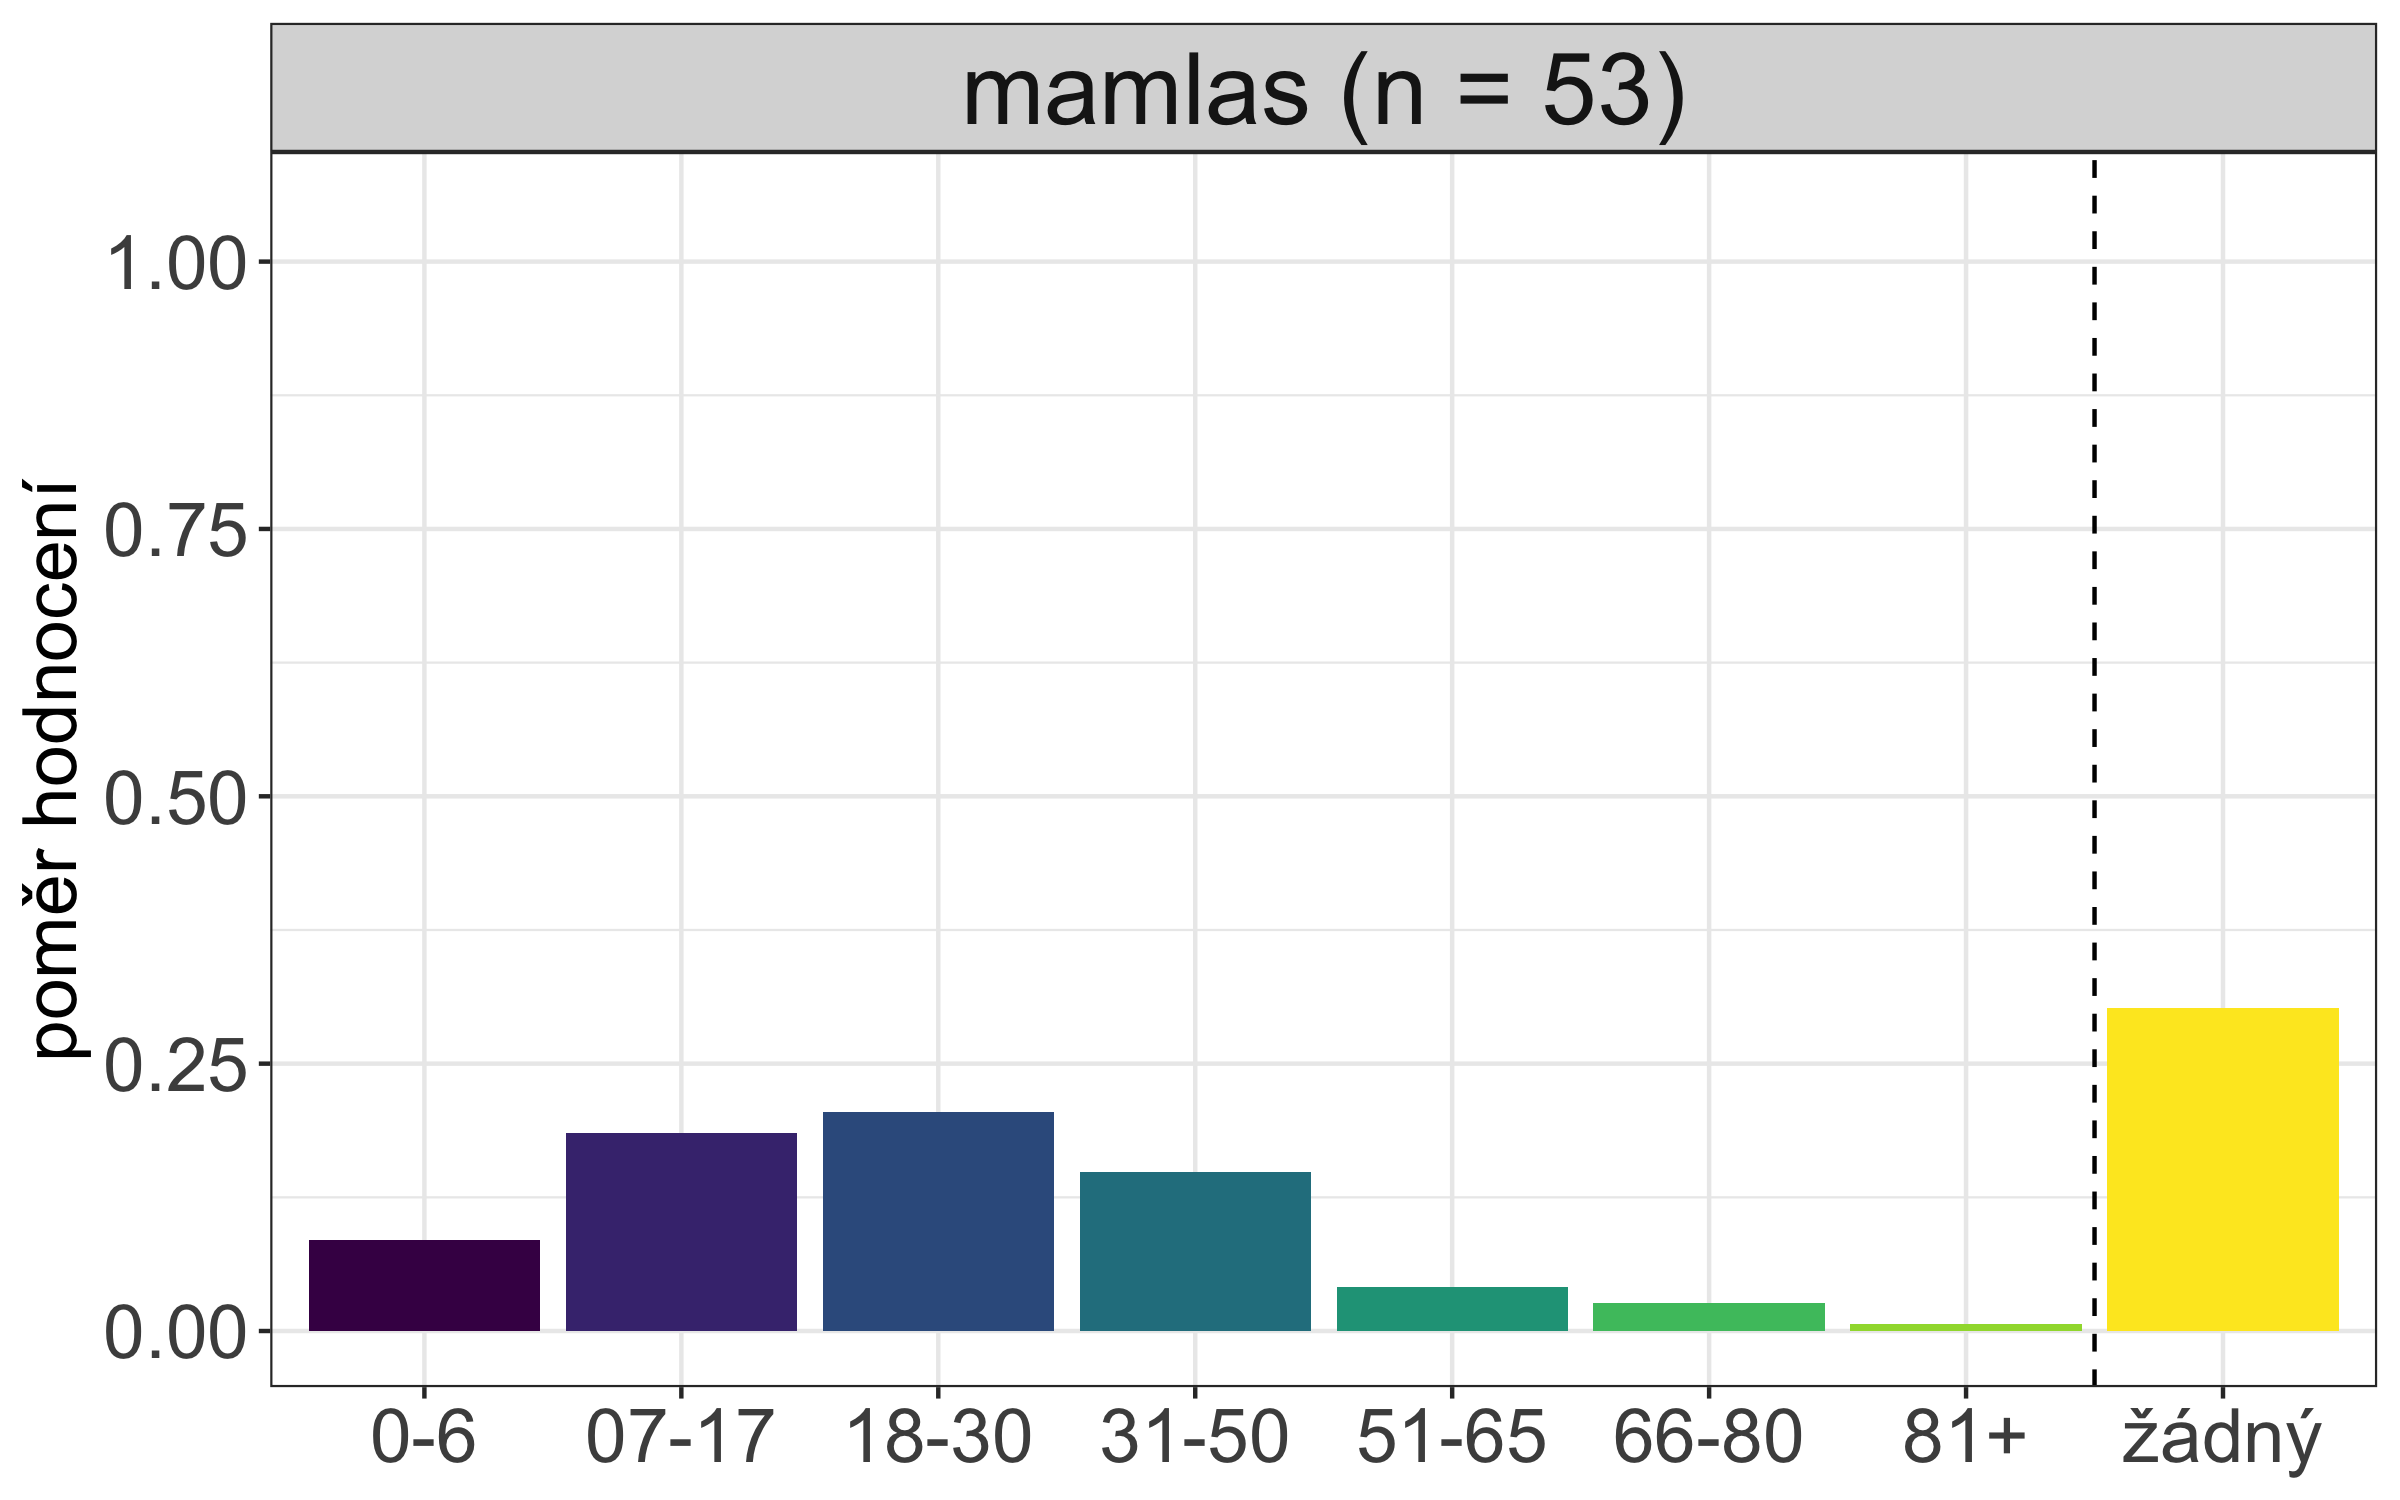 mamlas (n = 53)
poměr hodnocení
1.00
0.75
0.50
0.25
0.00
0-6 07-17 18-30 31-50 51-65 66-80 81+ žádný